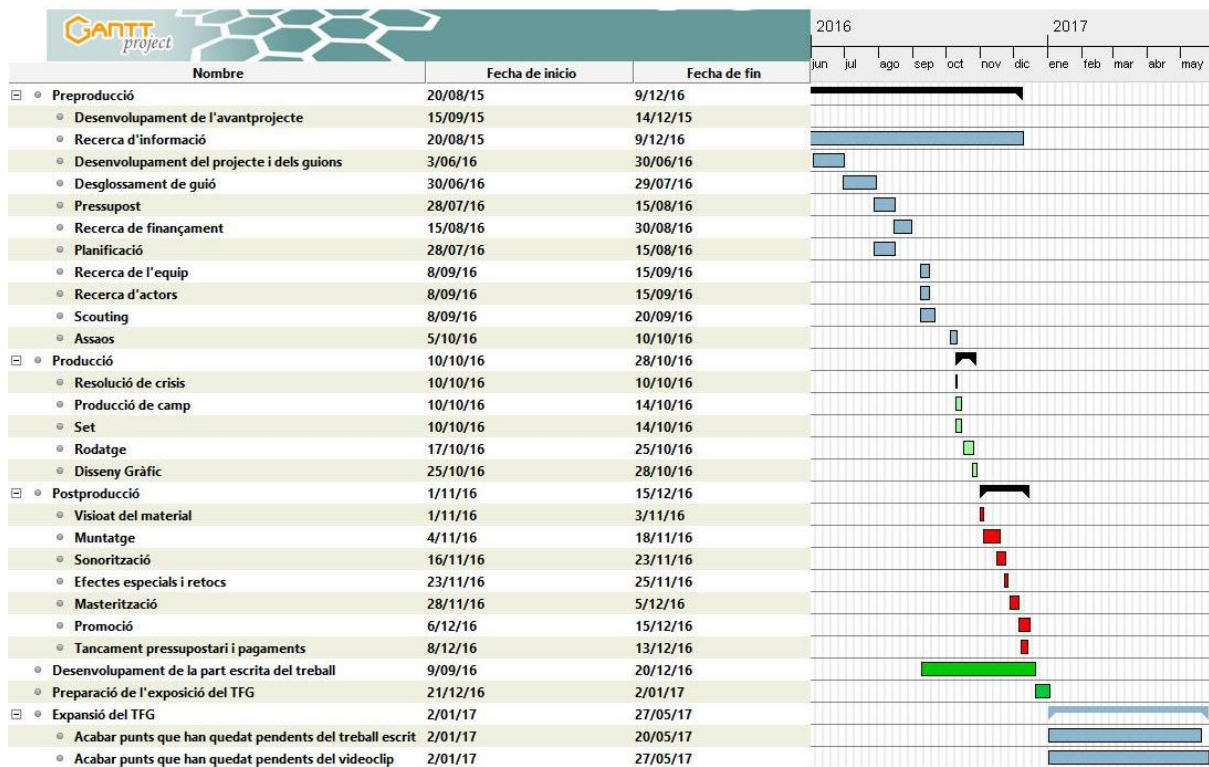 GANTT project
2016 2017
Nombre Fecha de inicio Fecha de fin jun jul ago sep oct nov dic ene feb mar abr may
Preproducció 20/08/15 9/12/16
Desenvolupament de l'avantprojecte 15/09/15 14/12/15
Recerca d'informació 20/08/15 9/12/16
Desenvolupament del projecte i dels guions 3/06/16 30/06/16
Desglossament de guió 30/06/16 29/07/16
Pressupost 28/07/16 15/08/16
Recerca de finançament 15/08/16 30/08/16
Planificació 28/07/16 15/08/16
Recerca de l'equip 8/09/16 15/09/16
Recerca d'actors 8/09/16 15/09/16
Scouting 8/09/16 20/09/16
Assaos 5/10/16 10/10/16
Producció 10/10/16 28/10/16
Resolució de crisis 10/10/16 10/10/16
Producció de camp 10/10/16 14/10/16
Set 10/10/16 14/10/16
Rodatge 17/10/16 25/10/16
Disseny Gràfic 25/10/16 28/10/16
Postproducció 1/11/16 15/12/16
Visioat del material 1/11/16 3/11/16
Muntatge 4/11/16 18/11/16
Sonorització 16/11/16 23/11/16
Efectes especials i retocs 23/11/16 25/11/16
Masterització 28/11/16 5/12/16
Promoció 6/12/16 15/12/16
Tancament pressupostari i pagaments 8/12/16 13/12/16
Desenvolupament de la part escrita del treball 9/09/16 20/12/16
Preparació de l'exposició del TFG 21/12/16 2/01/17
Expansió del TFG 2/01/17 27/05/17
Acabar punts que han quedat pendents del treball escrit 2/01/17 20/05/17
Acabar punts que han quedat pendents del videoclip 2/01/17 27/05/17